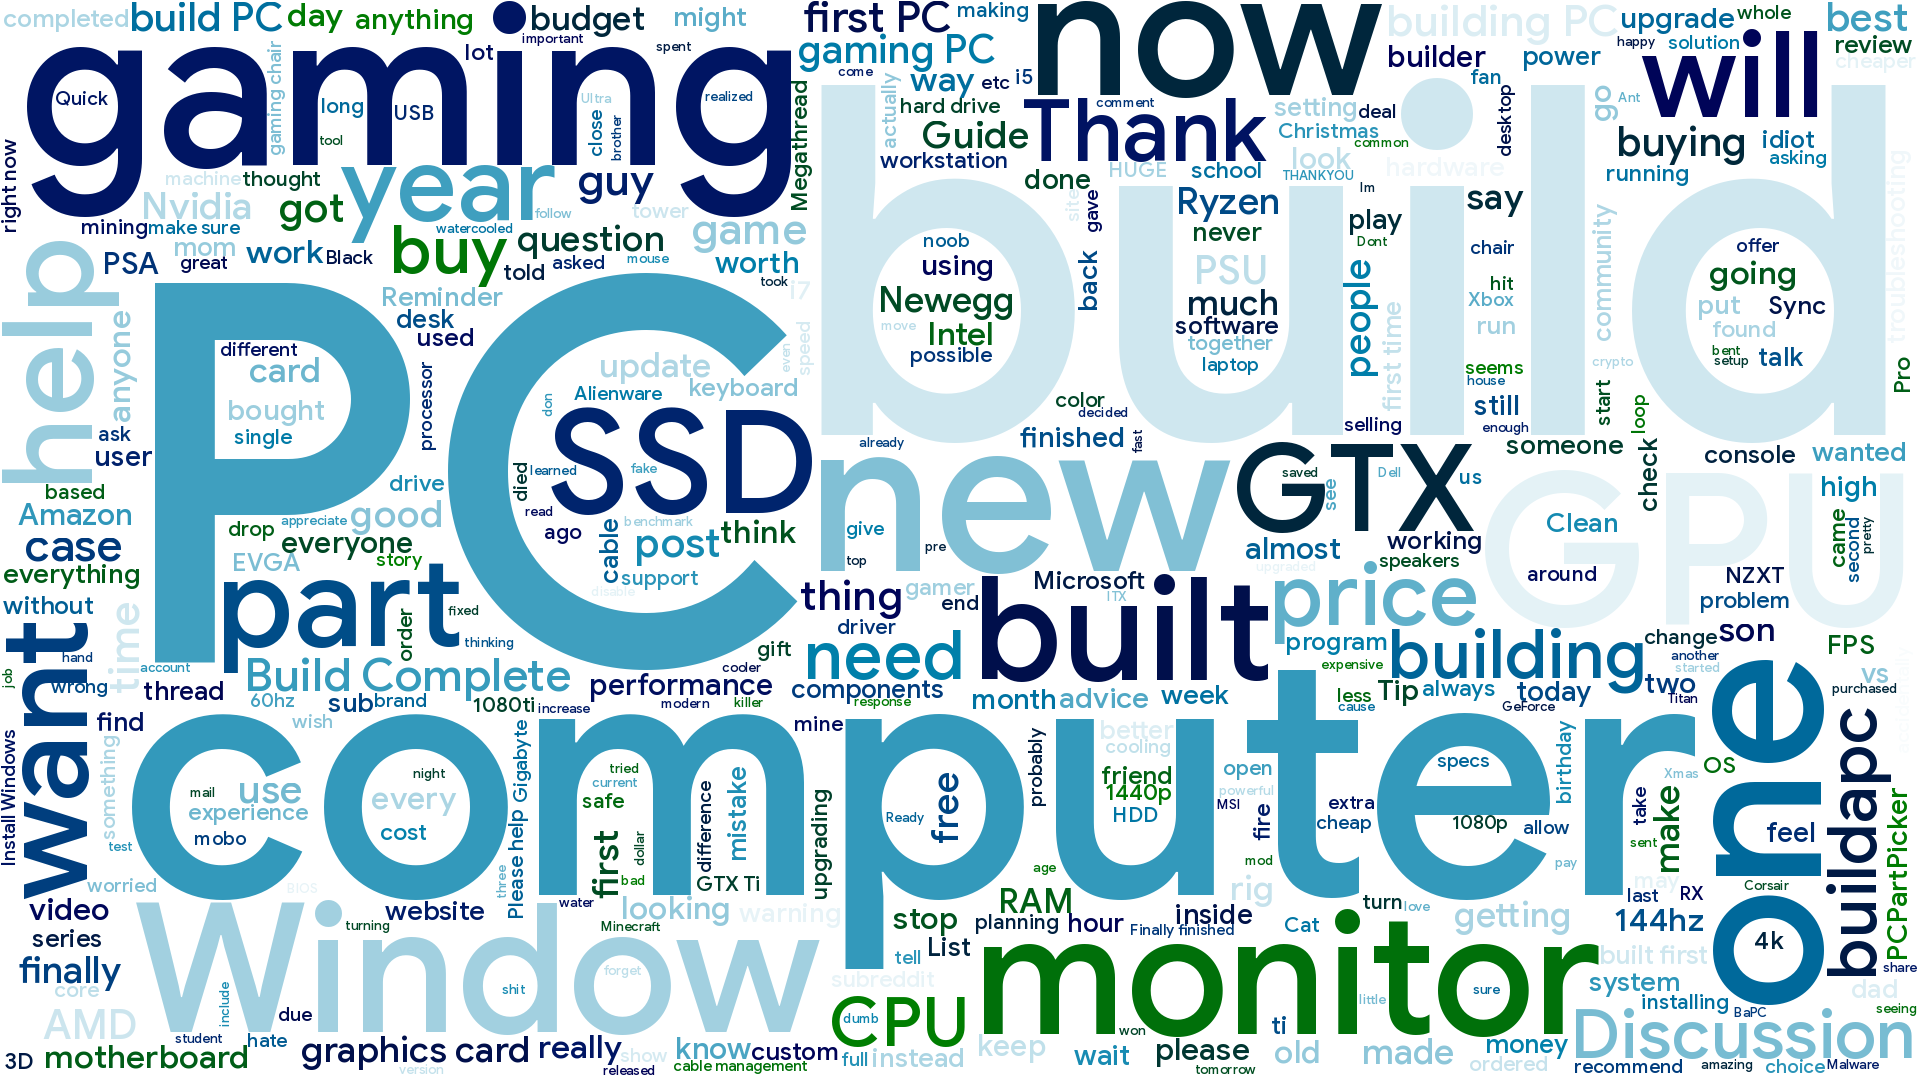 completed
build PC
day
anything
budget
important
might
first PC
making
now
building PC
upgrade
whole
best
gaming
lot
spent
gaming PC
come
way
etc
i5
builder
power
happy
solution
review
cheaper
Quick
gaming chair
long
tool
USB
Ultra
close
brother
realized
Megathread
actually
hard drive
Guide
workstation
Thank
comment
setting
deal
Christmas
common
look
hardware
fan
desktop
go
Ant
will
buying
idiot
asking
running
right now
machine
thought
year
guy
Nvidia
got
follow
tower
done
HUGE
school
THANKYOU
Im
say
mining
make sure
watercooled
game
Ryzen
play
mom
work
Black
buy
question
worth
noob
gave
site
never
Dont
people
chair
community
offer
troubleshooting
PSA
great
told
asked
mouse
took
i7
using
back
PSU
hit
going
help
Reminder
desk
used
speed
Newegg
much
Xbox
put
Sync
anyone
Intel
move
software
run
found
different
card
update
even
possible
together
laptop
first time
seems
house
crypto
bent
setup
talk
Pro
PC
build
processor
Alienware
keyboard
don
bought
single
SSD
color
decided
still
enough
start
loop
ask
user
already
finished
fast
selling
someone
check
console
wanted
new
GTX
saved
Dell
us
see
GPU
high
drive
died
learned
fake
read
based
Amazon
drop
appreciate
good
ago
cable
benchmark
post
think
give
Clean
came
second
pretty
case
everyone
story
support
top
pre
almost
working
speakers
around
everything
EVGA
disable
gamer
Microsoft
upgraded
NZXT
without
part
order
fixed
thing
end
built
ITX
price
problem
time
thinking
driver
program
building
change
son
FPS
want
hand
account
Build Complete
gift
cooler
need
expensive
another
started
vs
job
wrong
thread
performance
components
month
advice
week
less
cause
Tip
always
today
two
Titan
purchased
60hz
sub
brand
1080ti
increase
modern
killer
response
GeForce
one
find
wish
mine
better
cooling
OS
buildapc
Install Windows
something
computer
night
tried
current
probably
friend
1440p
open
powerful
specs
birthday
Xmas
mail
use
every
safe
free
MSI
extra
take
experience
Please help Gigabyte
difference
mistake
upgrading
Ready
HDD
fire
cheap
1080p
allow
make
feel
PCPartPicker
mobo
cost
first
dollar
test
three
bad
GTX Ti
age
mod
pay
sent
worried
BIOS
RAM
rig
may
Corsair
video
website
water
looking
warning
stop
planning
hour
inside
turn
love
last
RX
144hz
series
Window
turning
Minecraft
List
Finally finished
Cat
getting
4k
finally
tell
monitor
built first
share
core
include
shit
forget
subreddit
little
sure
system
dad
AMD
due
CPU
dumb
won
ti
installing
BaPC
seeing
3D
motherboard
student
hate
graphics card
really
show
know
custom
full
instead
keep
wait
please
old
made
money
Discussion
version
released
cable management
tomorrow
ordered
recommend
amazing
choice
Malware